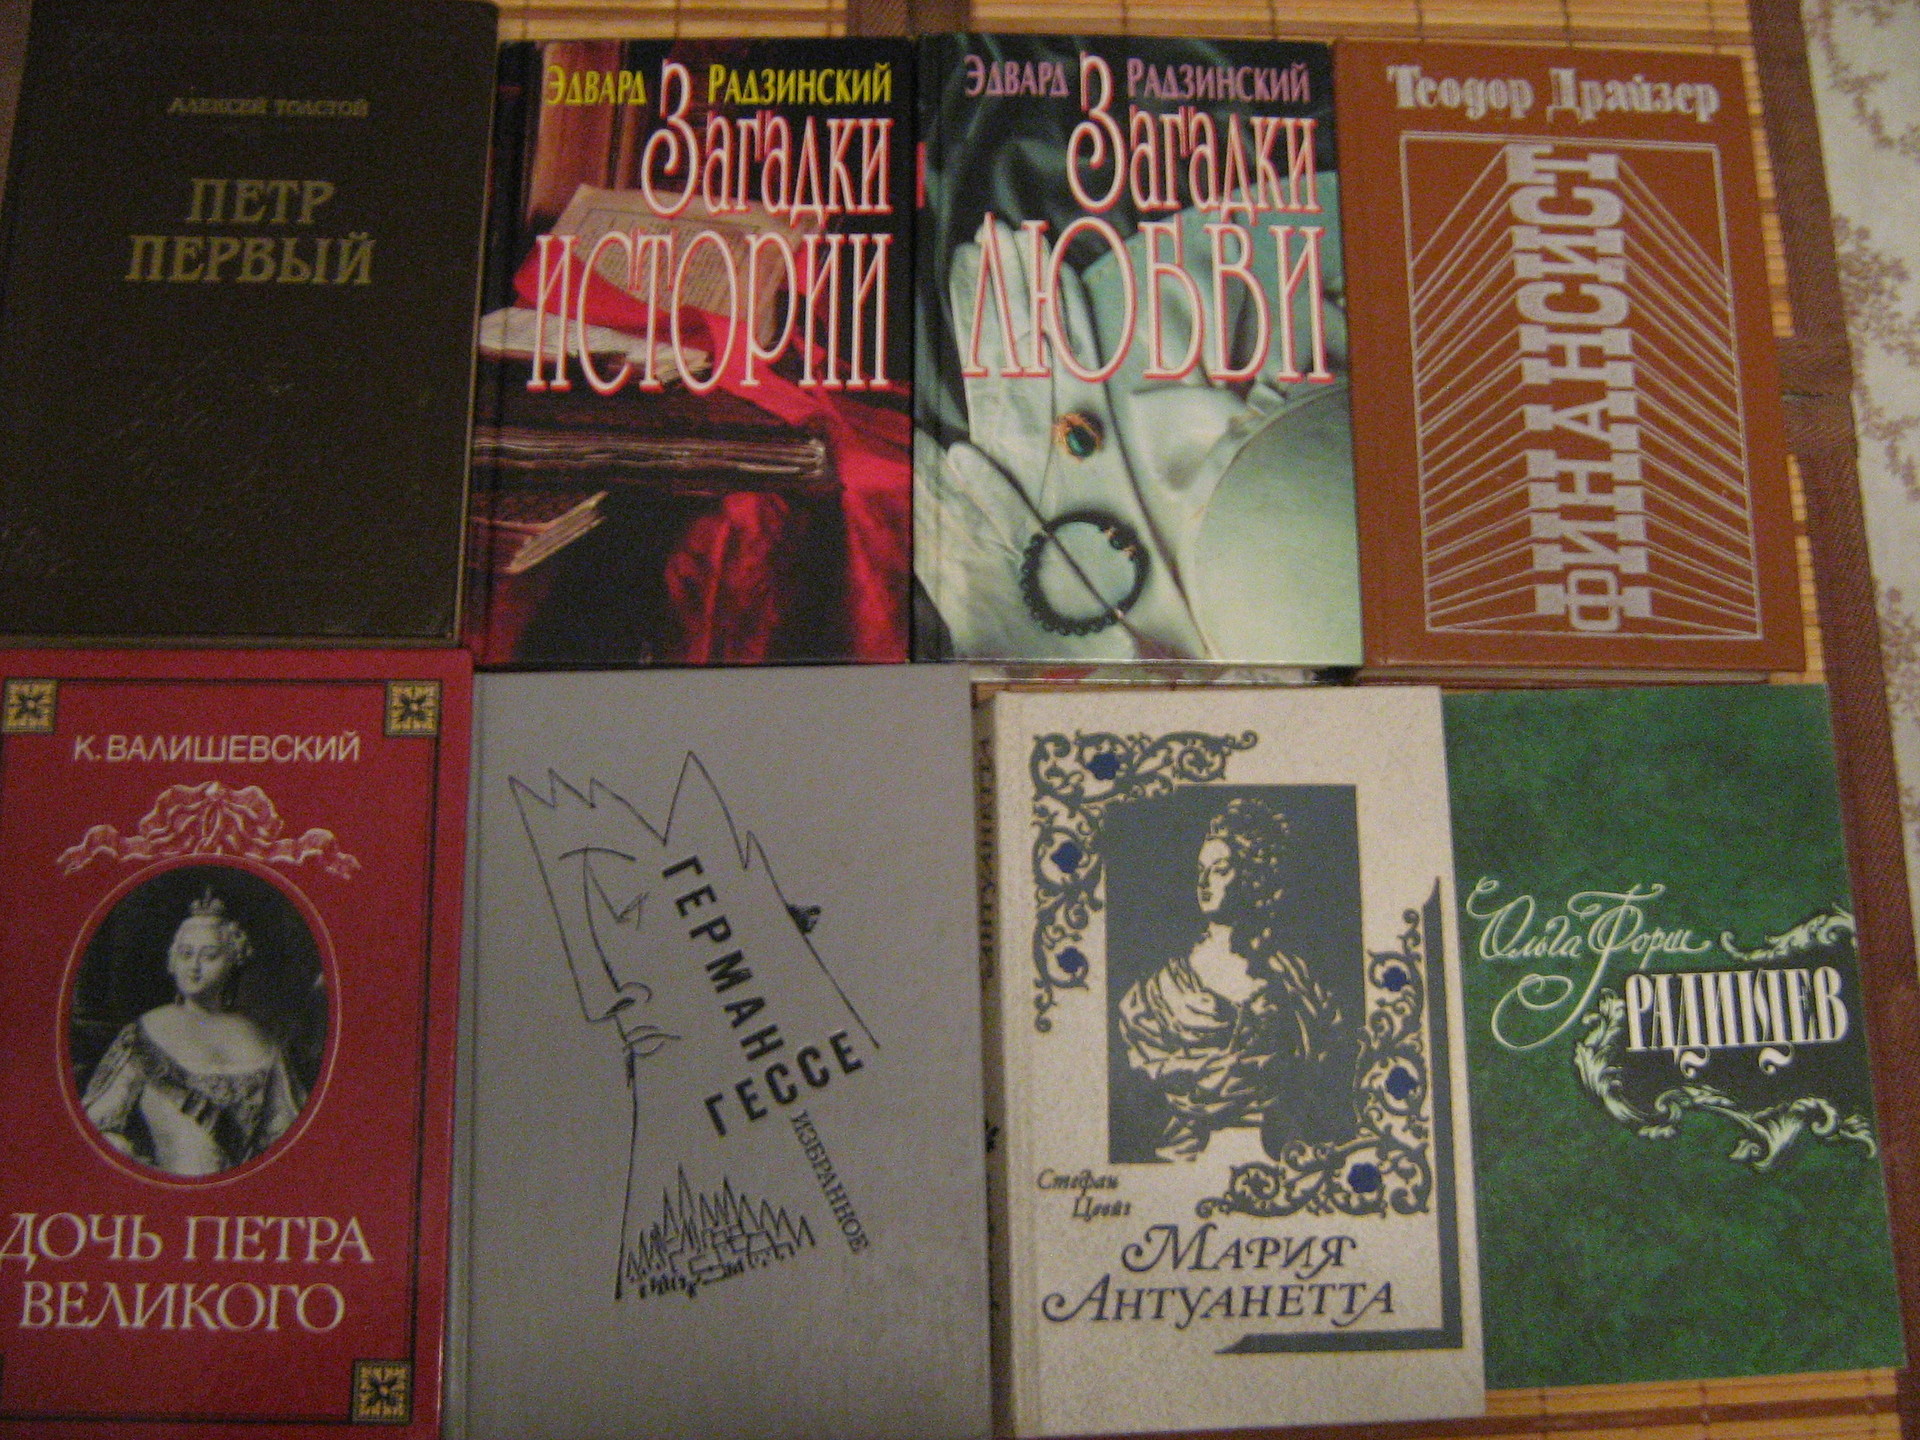 АЛЕКСЕЙ ТОЛСТОЙ
ПЕТР
ПЕРВЫЙ
ЭДВАРД РАДЗИНСКИЙ
ЗАГАДКИ
ИСТОРИИ
ЭДВАРД РАДЗИНСКИЙ
ЗАГАДКИ
ЛЮБВИ
Теодор Драйзер
ФИНАНСИСТ
К. ВАЛИШЕВСКИЙ
ДОЧЬ ПЕТРА
ВЕЛИКОГО
ГЕРМАН
ГЕССЕ
ИЗБРАННОЕ
АНТУАНЕТТА
Стефан
Цвейг
МАРИЯ
АНТУАНЕТТА
Ольга Форш
РАДИЩЕВ